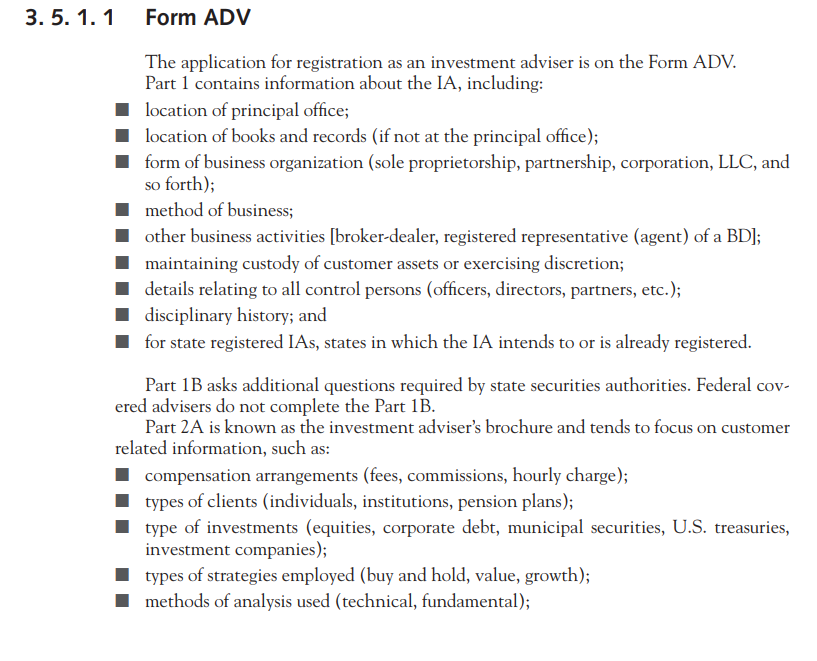 3. 5. 1. 1 Form ADV
The application for registration as an investment adviser is on the Form ADV.
Part 1 contains information about the IA, including:
■ location of principal office;
■ location of books and records (if not at the principal office);
■ form of business organization (sole proprietorship, partnership, corporation, LLC, and
so forth);
■ method of business;
■ other business activities [broker-dealer, registered representative (agent) of a BD];
■ maintaining custody of customer assets or exercising discretion;
■ details relating to all control persons (officers, directors, partners, etc.);
■ disciplinary history; and
■ for state registered IAs, states in which the IA intends to or is already registered.
Part 1B asks additional questions required by state securities authorities. Federal cov-
ered advisers do not complete the Part 1B.
Part 2A is known as the investment adviser's brochure and tends to focus on customer
related information, such as:
■ compensation arrangements (fees, commissions, hourly charge);
■ types of clients (individuals, institutions, pension plans);
■ type of investments (equities, corporate debt, municipal securities, U.S. treasuries,
investment companies);
■ types of strategies employed (buy and hold, value, growth);
■ methods of analysis used (technical, fundamental);